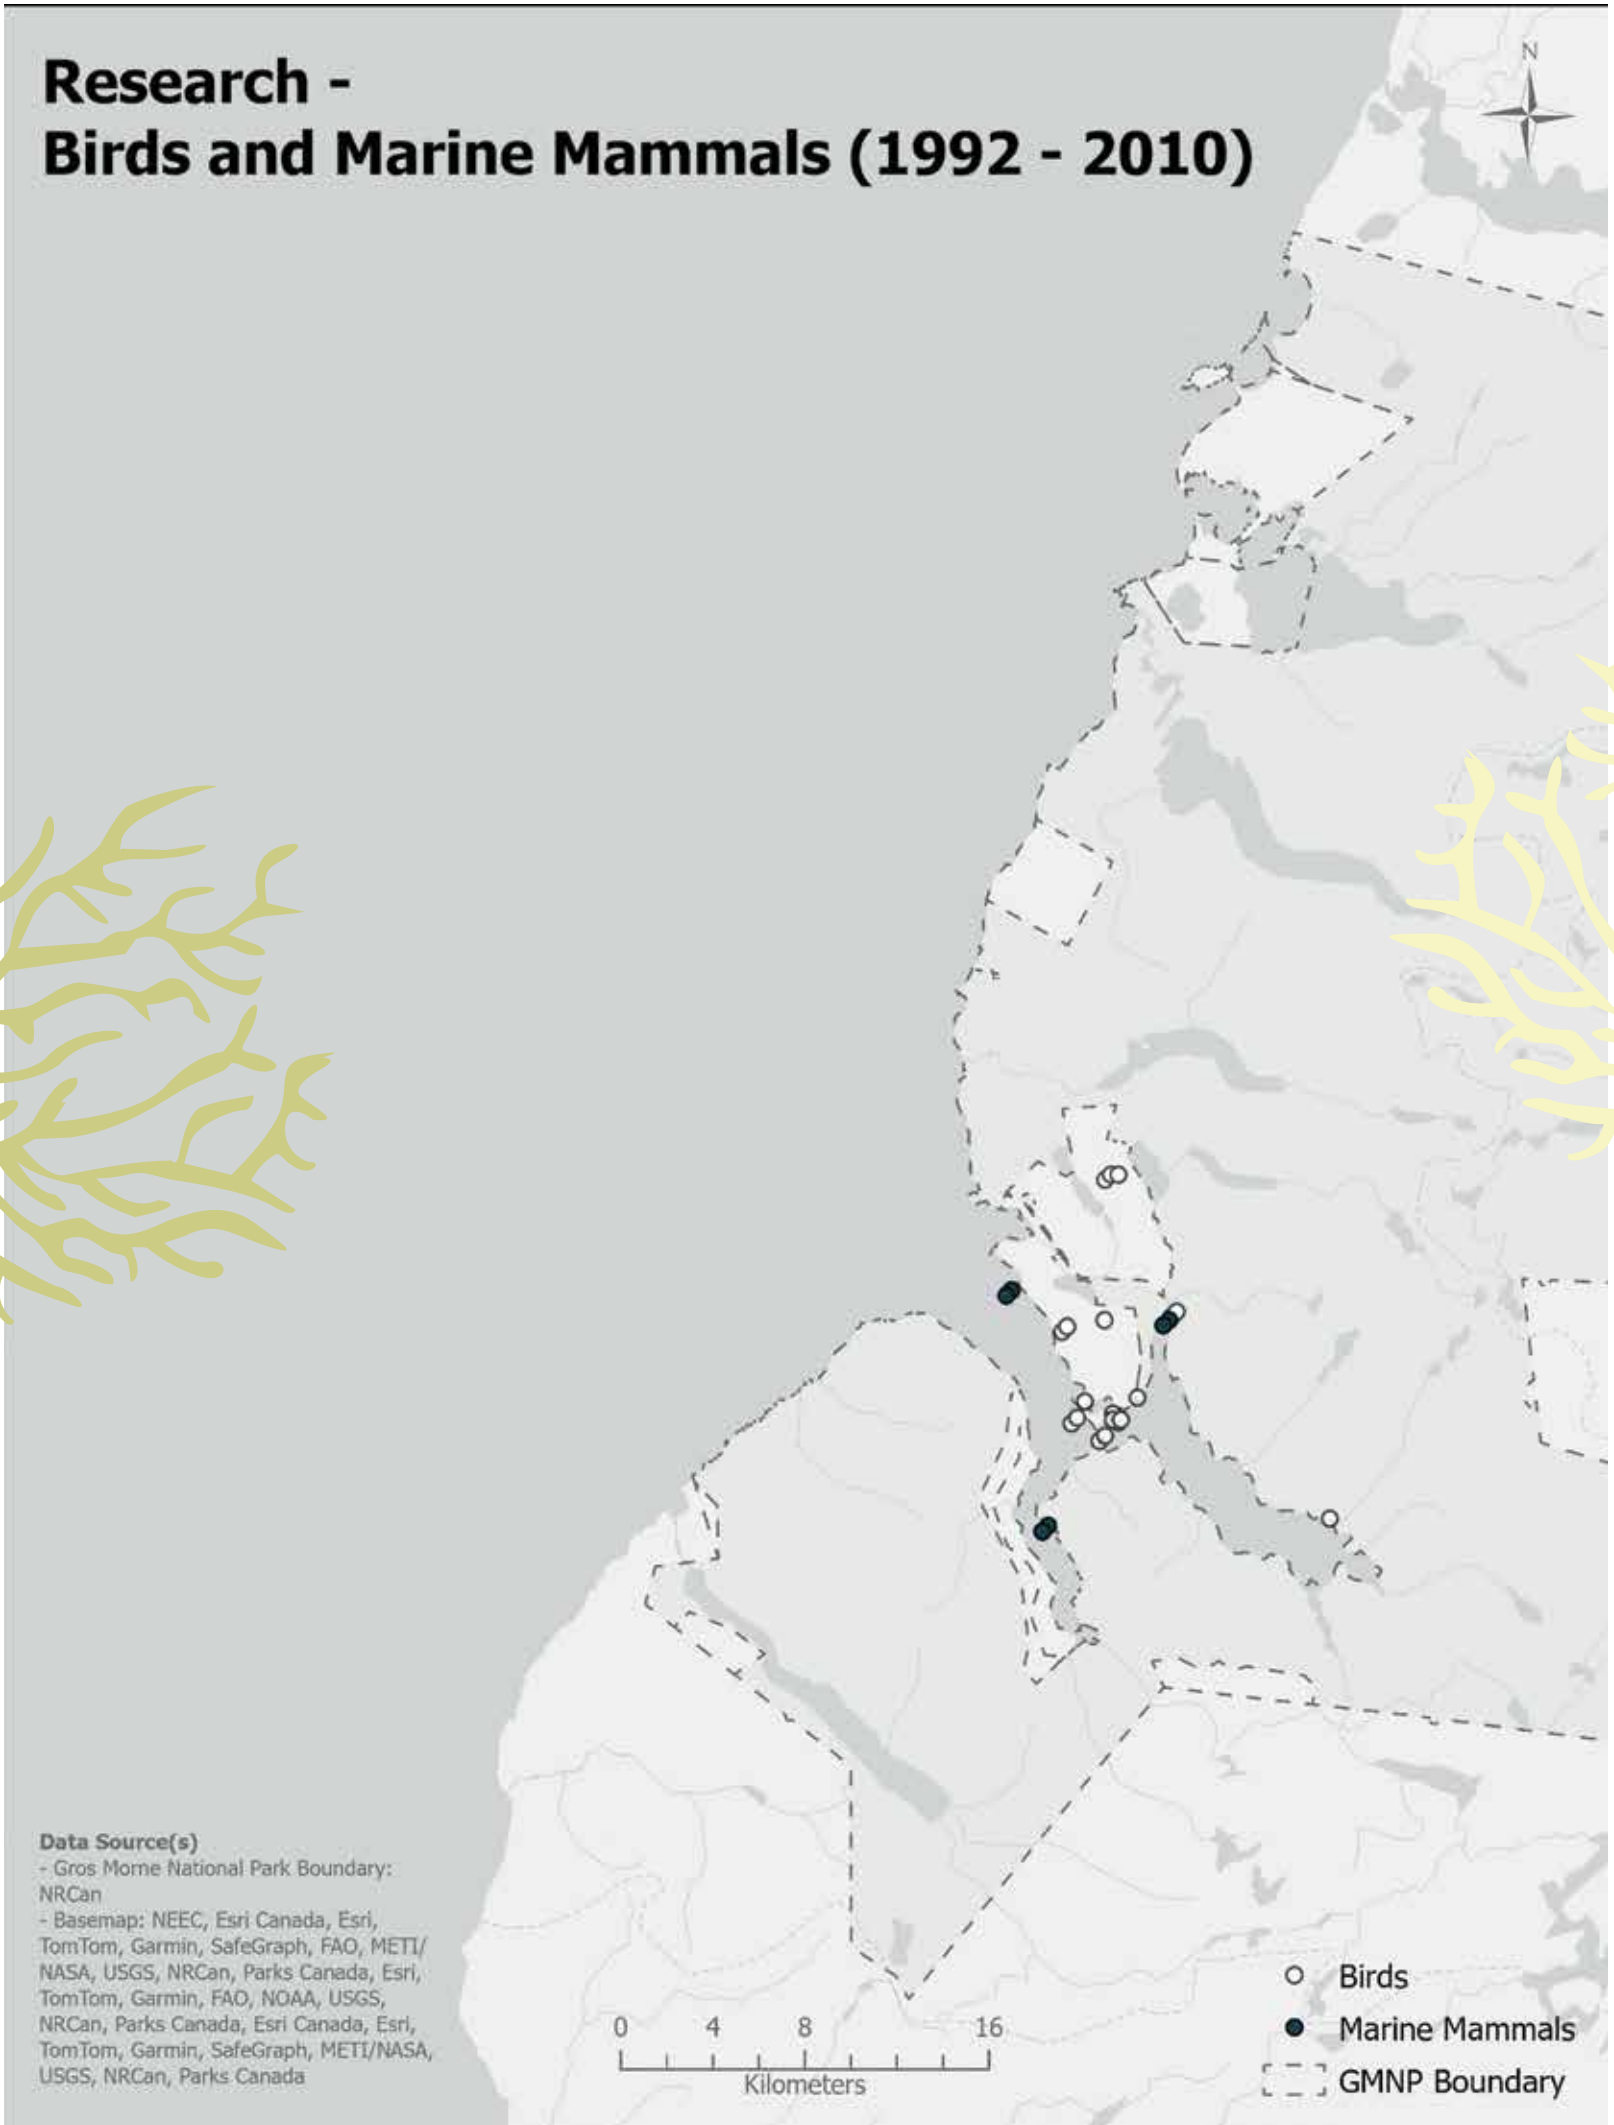 Research -
Birds and Marine Mammals (1992 - 2010)
N
Data Source(s)
- Gros Morne National Park Boundary:
NRCan
- Basemap: NEEC, Esri Canada, Esri,
TomTom, Garmin, SafeGraph, FAO, METI/
NASA, USGS, NRCan, Parks Canada, Esri,
TomTom, Garmin, FAO, NOAA, USGS,
NRCan, Parks Canada, Esri Canada, Esri,
TomTom, Garmin, SafeGraph, METI/NASA,
USGS, NRCan, Parks Canada
0 4 8 16
Kilometers
Birds
Marine Mammals
GMNP Boundary